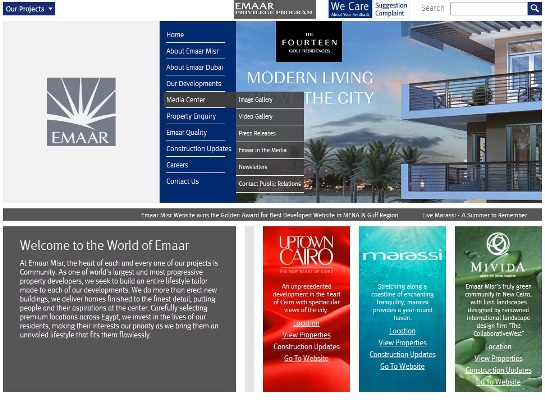 Our Projects
EMAAR
PRIVILEGE PROGRAM
We Care
About Your Feedback
Suggestion
Complaint
Search
Home
About Emaar Misr
About Emaar Dubai
Our Developments
Media Center
Property Enquiry
Emaar Quality
Construction Updates
Careers
Contact Us
Image Gallery
Video Gallery
Press Releases
Emaar in the Media
Newsletters
Contact Public Relations
THE
FOURTEEN
GOLF RESIDENCES
MODERN LIVING
THE CITY
EMAAR
Emaar Misr Website wins the Golden Award for Best Developed Website in MENA & Gulf Region
Live Marassi - A Summer to Remember
Welcome to the World of Emaar
At Emaar Misr, the heart of each and every one of our projects is
Community. As one of world's largest and most progressive
property developers, we seek to build an entire lifestyle tailor
made to each of our developments. We do more than erect new
buildings, we deliver homes finished to the finest detail, putting
people and their aspirations at the center. Carefully selecting
premium locations across Egypt, we invest in the lives of our
residents, making their interests our priority as we bring them an
unrivaled lifestyle that fits them flawlessly.
UPTOWN
CAIRO
THE NEW HEART OF CAIRO
An unprecedented
development in the heart
of Cairo with spectacular
views of the city.
Location
View Properties
Construction Updates
Go To Website
marassi
Stretching along a
coastline of enchanting
tranquility, marassi
provides a year-round
haven.
Location
View Properties
Construction Updates
Go To Website
MIVIDA
Emaar Misr's truly green
community in New Cairo,
with lush landscapes
designed by renowned
international landscape
design firm "The
CollaborativeWest"
Location
View Properties
Construction Updates
Go To Website